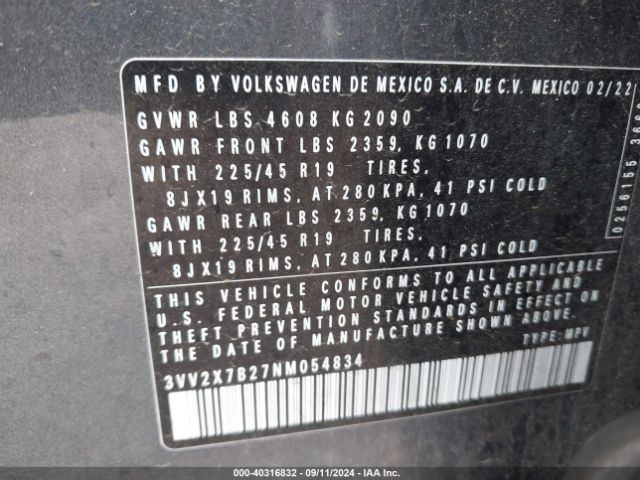 MFD BY VOLKSWAGEN DE MEXICO S.A. DE C.V. MEXICO 02/22
GVWR LBS 4608 KG 2090
GAWR FRONT LBS 2359, KG 1070
WITH 225/45 R19 TIRES,
8JX19 RIMS, AT 280 KPA, 41 PSI COLD
GAWR REAR LBS 2359, KG 1070
WITH 225/45 R19 TIRES,
8JX19 RIMS, AT 280 KPA, 41 PSI COLD
THIS VEHICLE CONFORMS TO ALL APPLICABLE
U.S. FEDERAL MOTOR VEHICLE SAFETY AND
THEFT PREVENTION STANDARDS IN EFFECT ON
THE DATE OF MANUFACTURE SHOWN ABOVE.
TYPE: MPV
3VV2X7B27NM054834
0256155
000-40316832 - 09/11/2024 - IAA Inc.